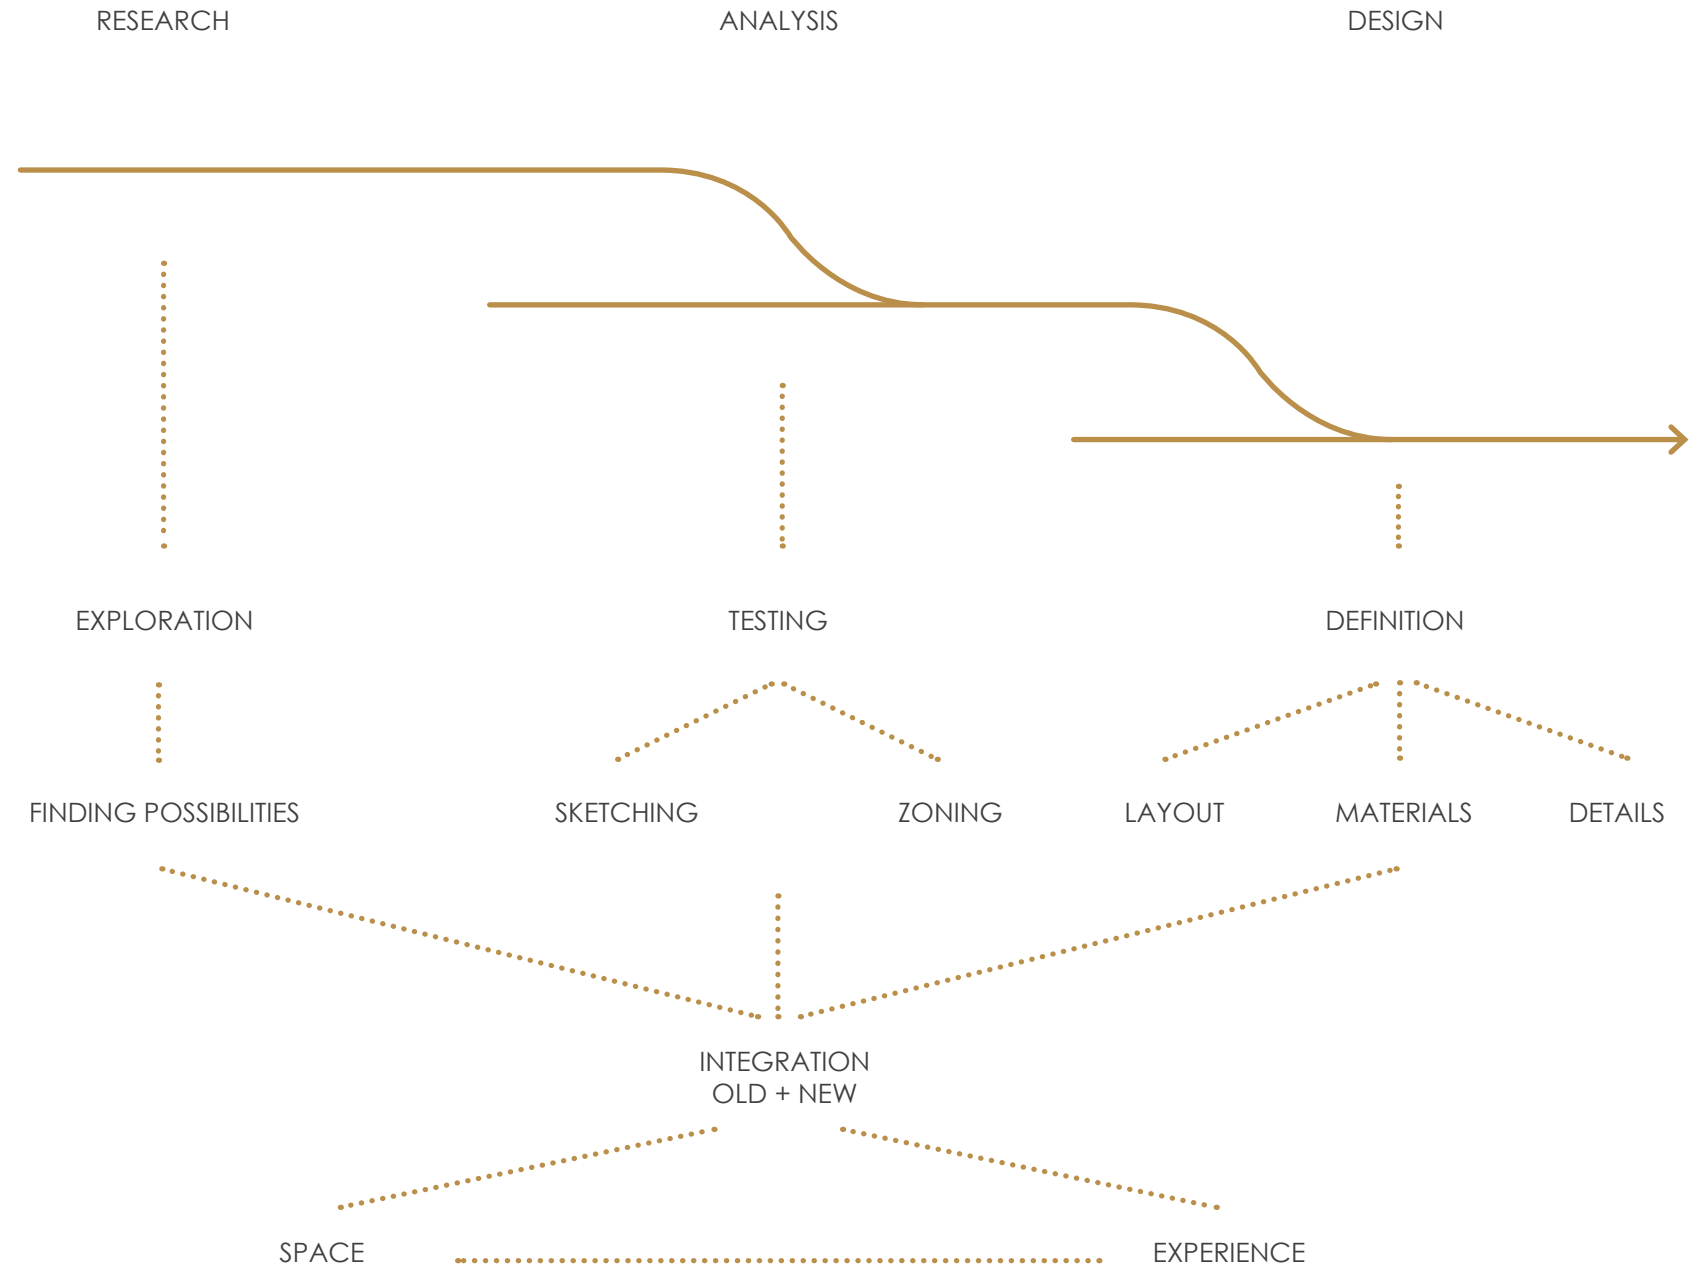 RESEARCH
ANALYSIS
DESIGN
EXPLORATION
TESTING
DEFINITION
FINDING POSSIBILITIES
SKETCHING
ZONING
LAYOUT
MATERIALS
DETAILS
INTEGRATION
OLD + NEW
SPACE
EXPERIENCE